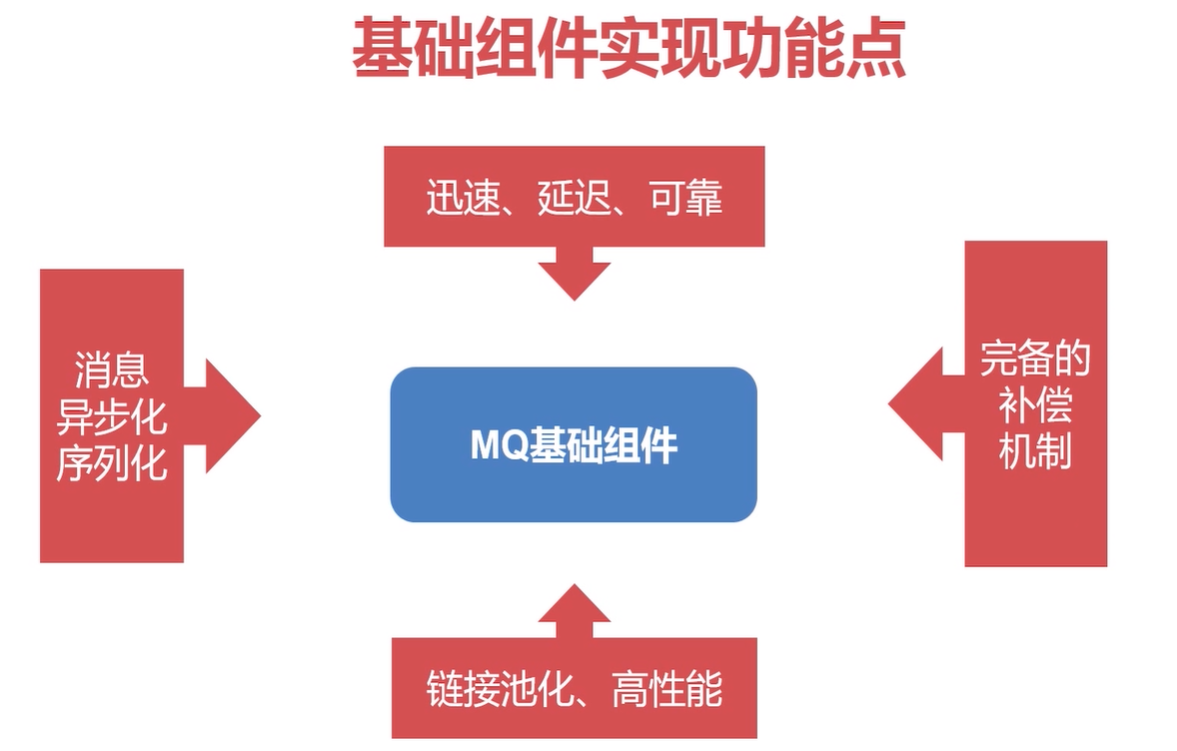 基础组件实现功能点
迅速、延迟、可靠
消息
异步化
序列化
MQ基础组件
完备的
补偿
机制
链接池化、高性能